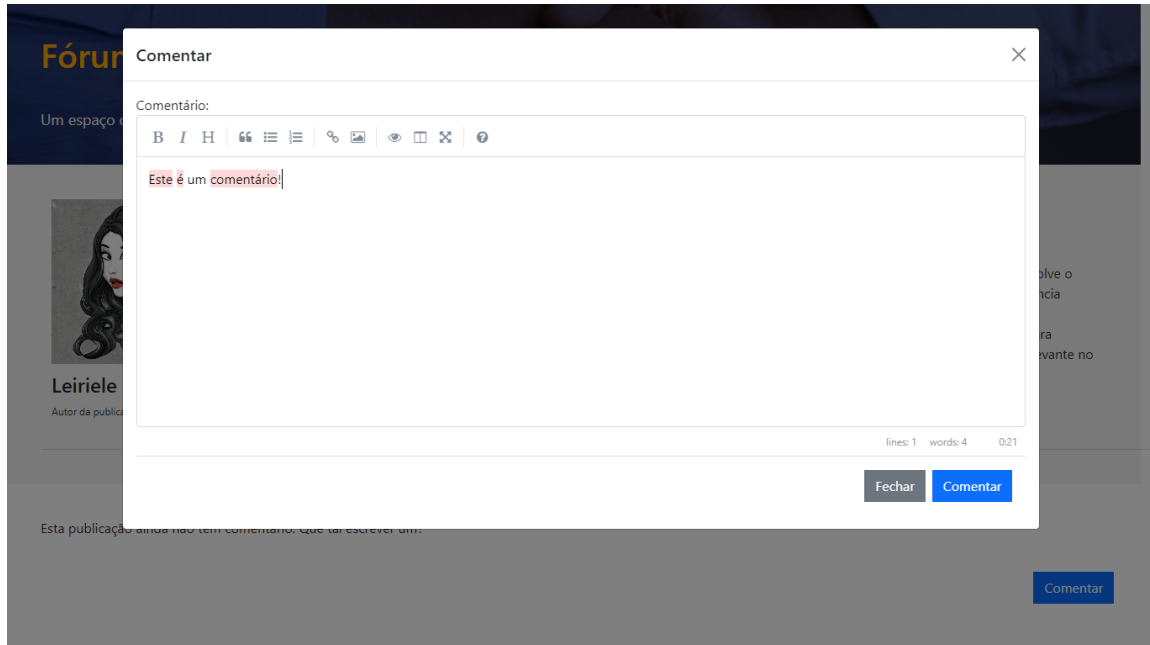 Fórum
Comentar
Um espaço
Comentário:
B I H
Este é um comentário!
lines: 1 words: 4 0:21
Fechar Comentar
Leiriele
Autor da
olve o
ncia
ra
evante no
Esta publicação ainda não tem comentário. Que tal escrever um?
Comentar